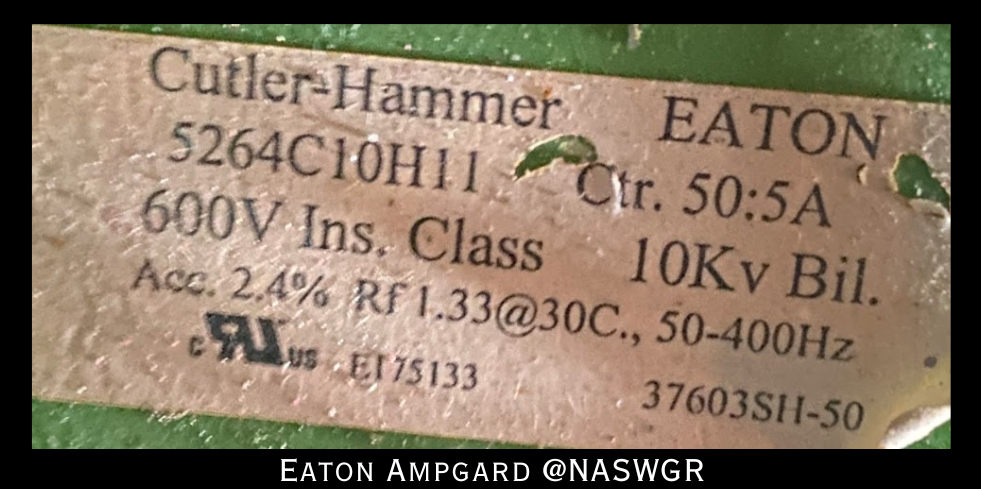 Cutler-Hammer EATON
5264C10H11 Ctr. 50:5A
600V Ins. Class 10Kv Bil.
Acc. 2.4% Rf 1.33@30C., 50-400Hz
c RU us E175133
37603SH-50
EATON AMPGARD @NASWGR